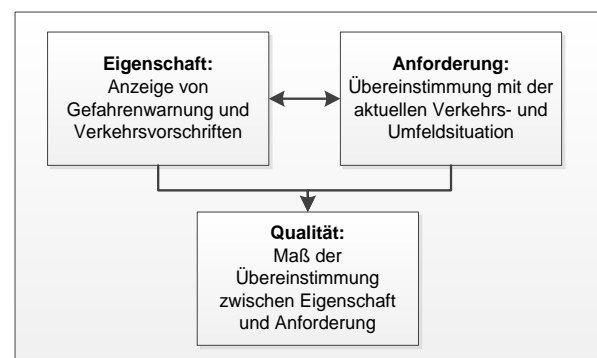 Eigenschaft:
Anzeige von
Gefahrenwarnung und
Verkehrsvorschriften
Anforderung:
Übereinstimmung mit der
aktuellen Verkehrs- und
Umfeldsituation
Qualität:
Maß der
Übereinstimmung
zwischen Eigenschaft
und Anforderung